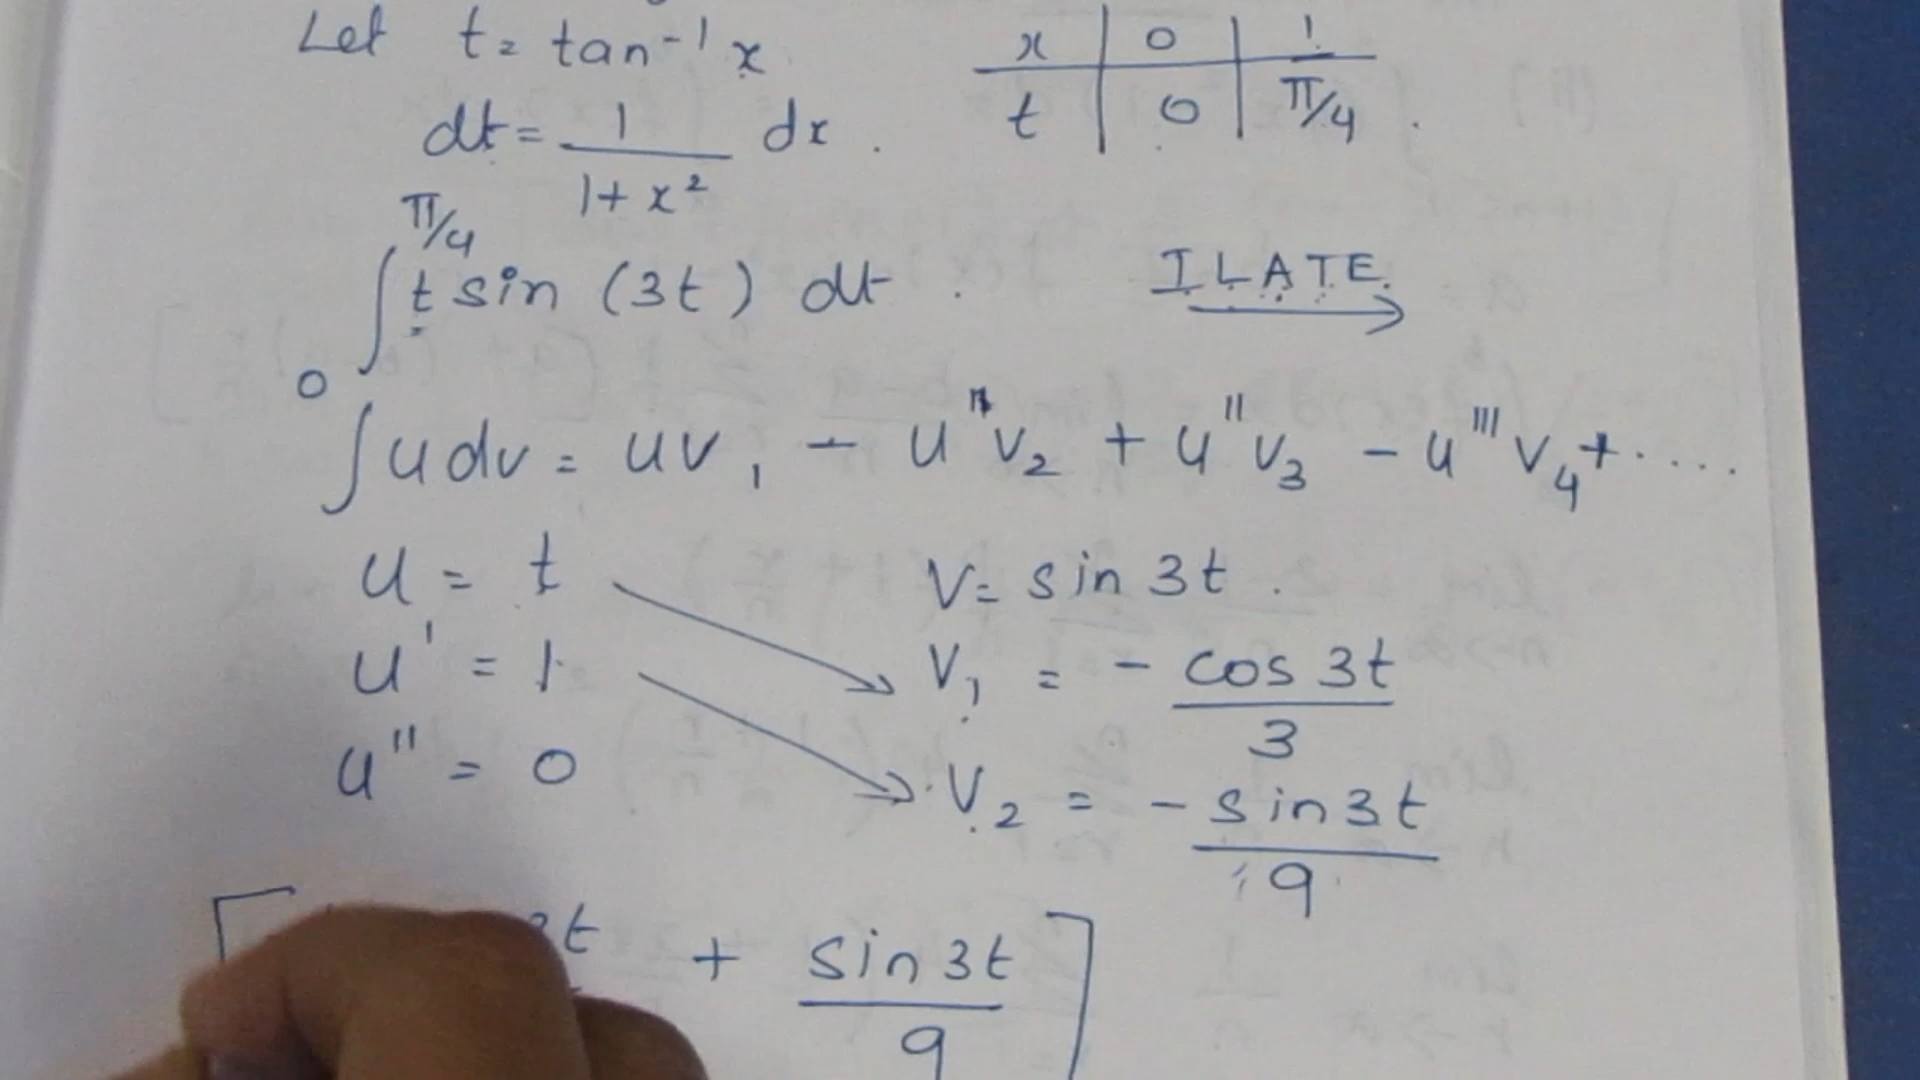 Let t = tan⁻¹ x
x | 0 | 1
t | 0 | π/4 .
dt = 1/(1+x²) dx .
∫₀^(π/4) t sin (3t) dt .
ILATE
∫ u dv = uv₁ − u'v₂ + u''v₃ − u'''v₄ + ....
u = t
v = sin 3t .
u' = 1
v₁ = − cos 3t / 3
u'' = 0
v₂ = − sin 3t / 9
[ 3t + sin 3t / 9 ]